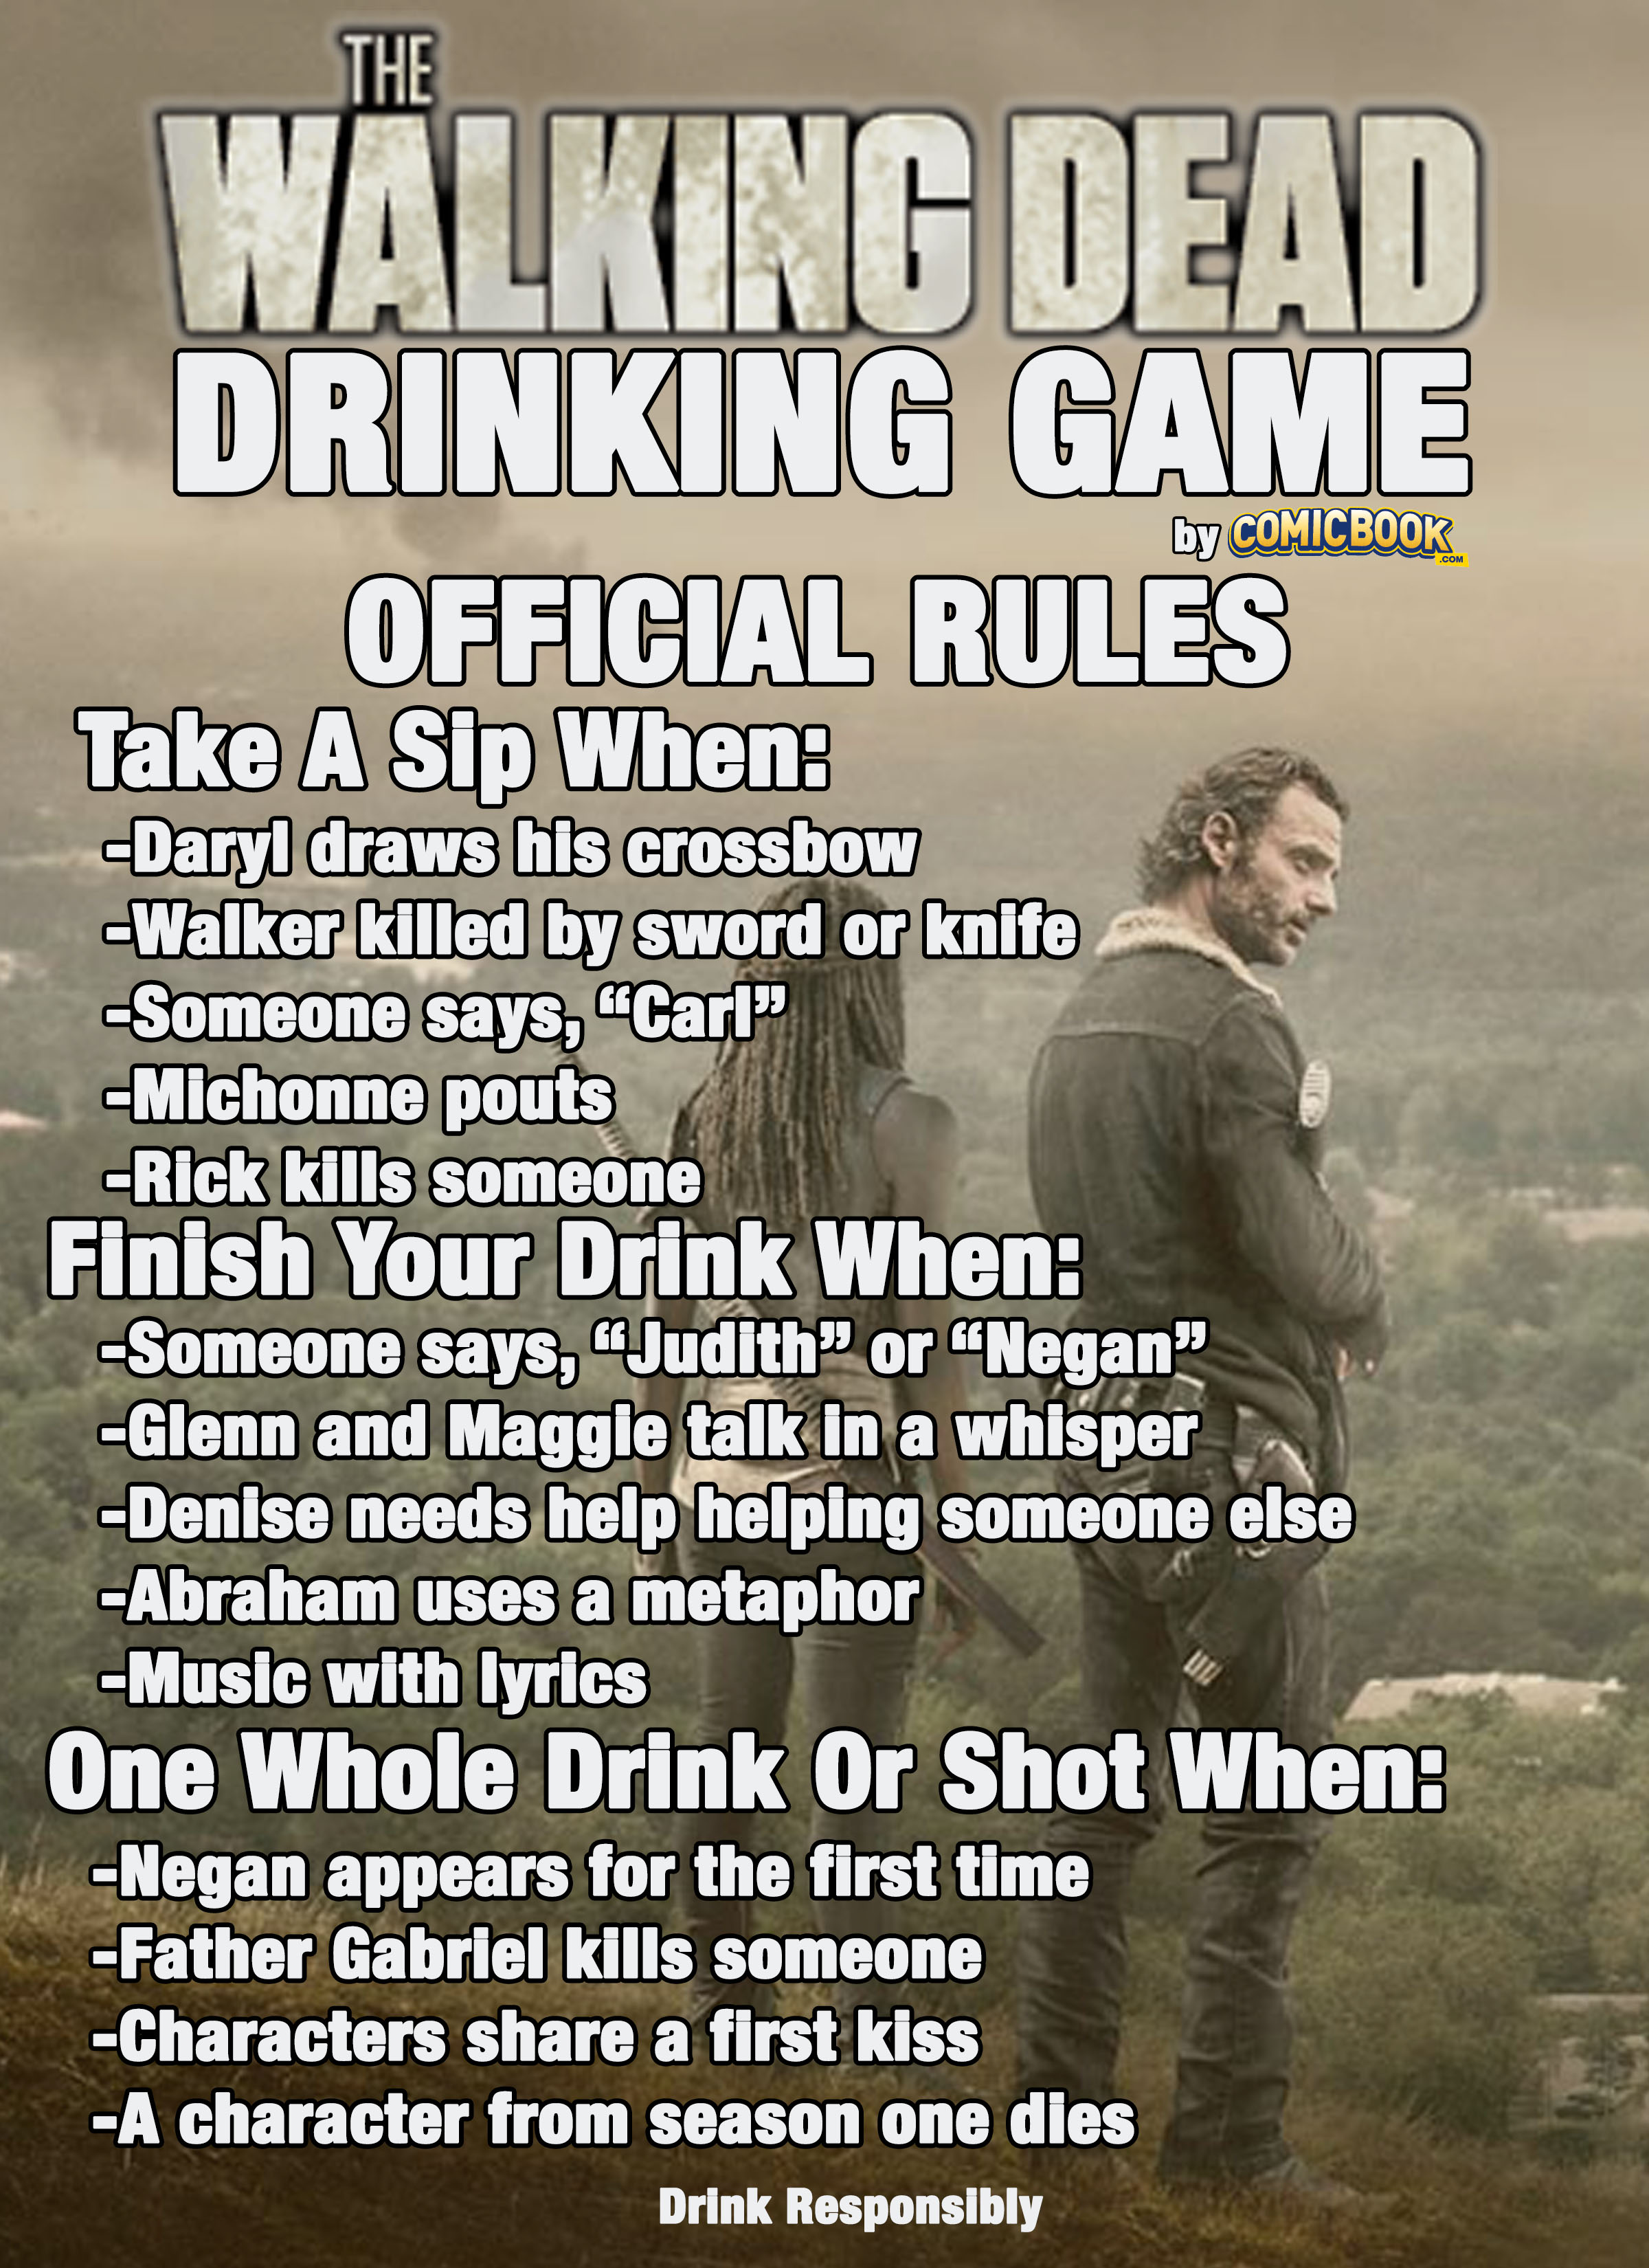 THE
WALKING DEAD
DRINKING GAME
by COMICBOOK
.COM
OFFICIAL RULES
Take A Sip When:
-Daryl draws his crossbow
-Walker killed by sword or knife
-Someone says, “Carl”
-Michonne pouts
-Rick kills someone
Finish Your Drink When:
-Someone says, “Judith” or “Negan”
-Glenn and Maggie talk in a whisper
-Denise needs help helping someone else
-Abraham uses a metaphor
-Music with lyrics
One Whole Drink Or Shot When:
-Negan appears for the first time
-Father Gabriel kills someone
-Characters share a first kiss
-A character from season one dies
Drink Responsibly